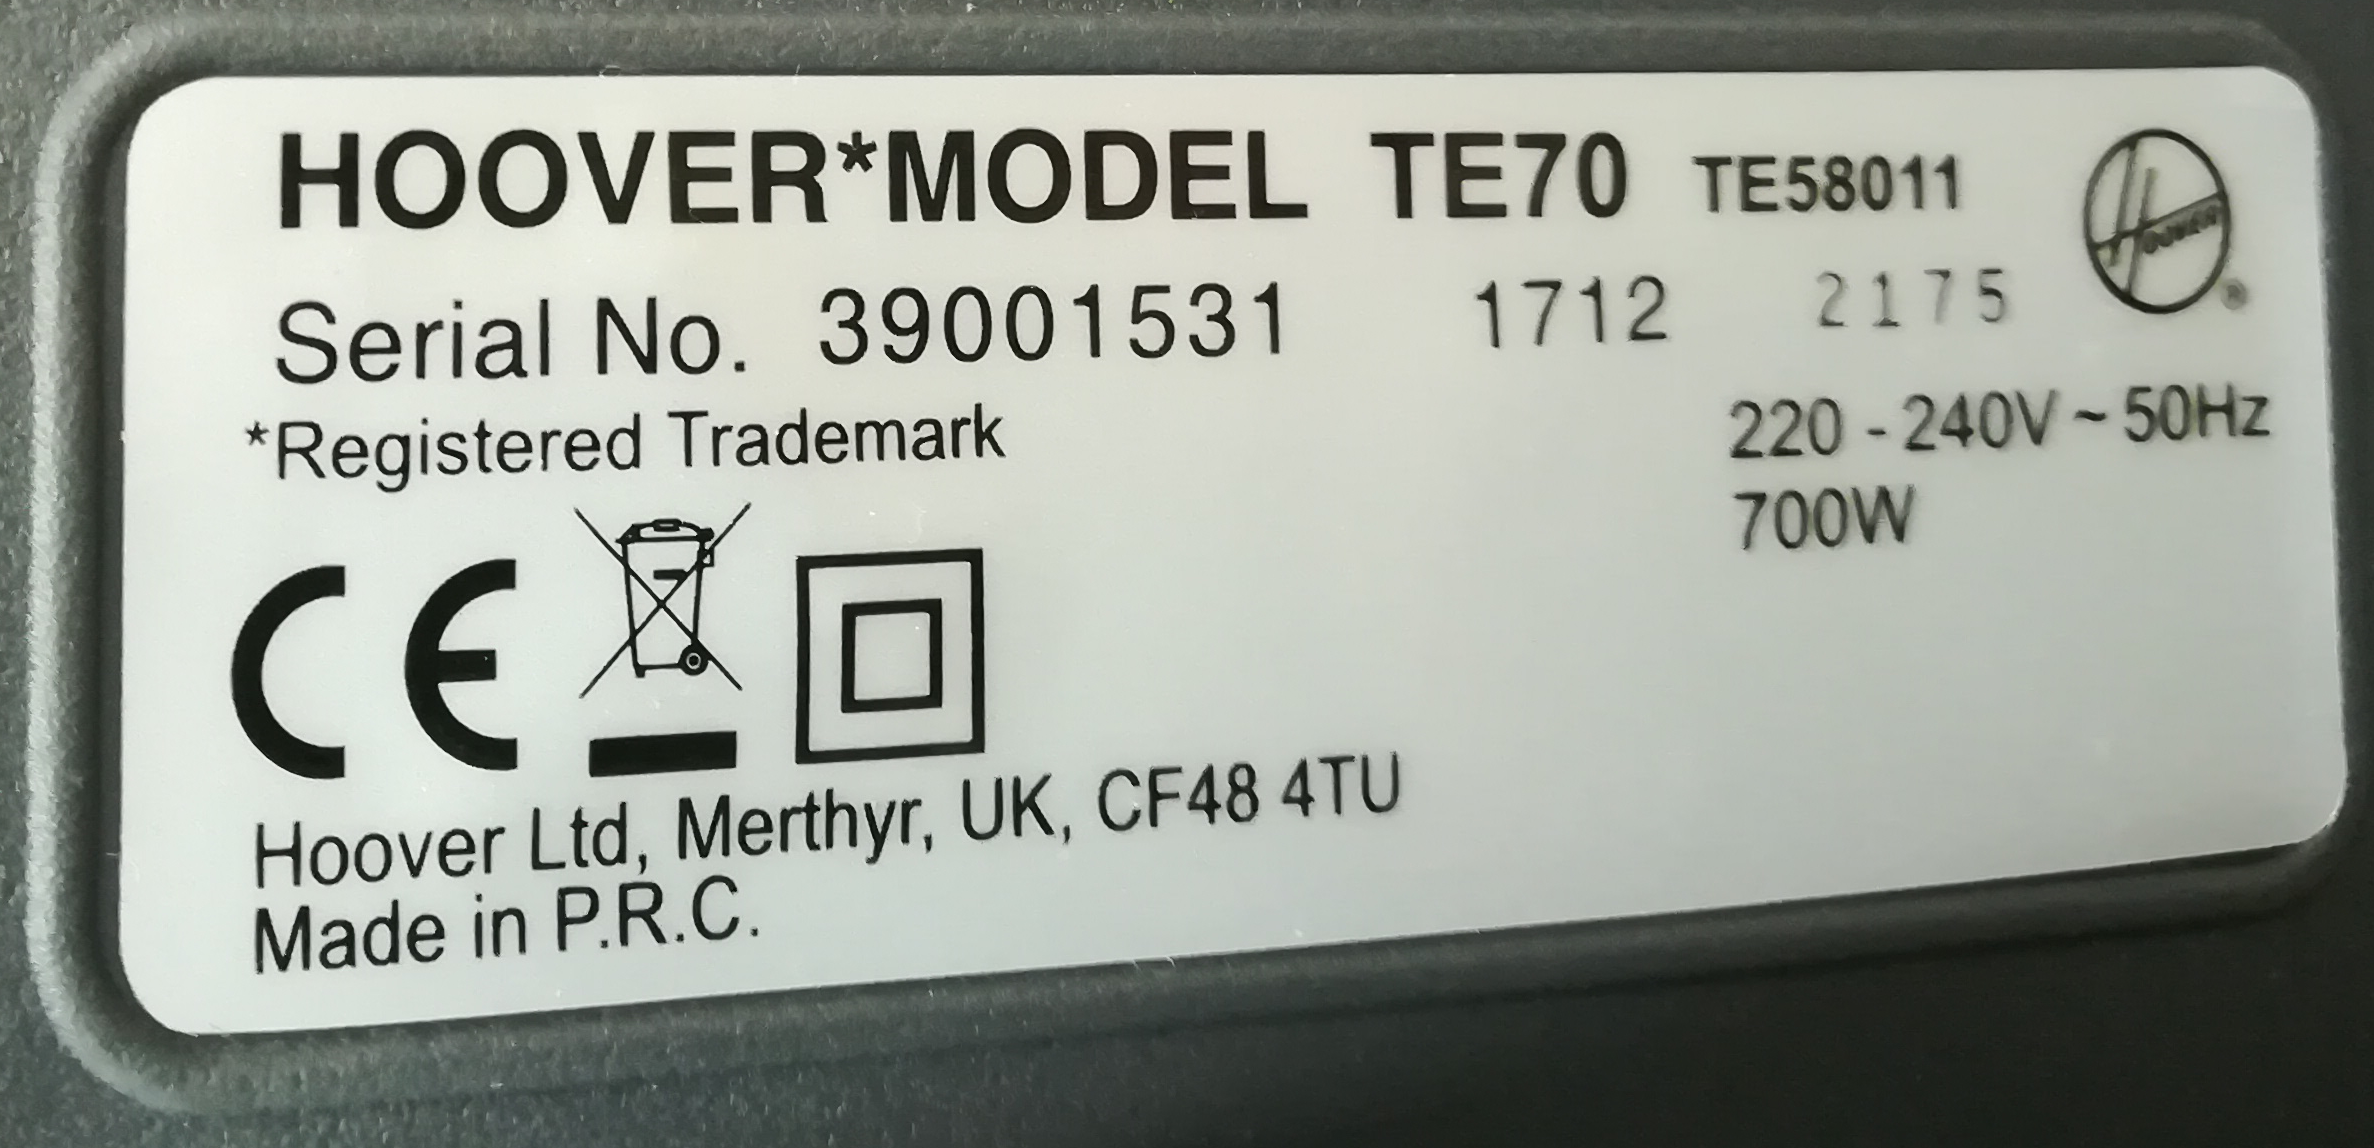 HOOVER*MODEL TE70 TE58011
HOOVER
®
Serial No. 39001531 1712 2175
*Registered Trademark
220 - 240V ~ 50Hz
700W
CE
Hoover Ltd, Merthyr, UK, CF48 4TU
Made in P.R.C.